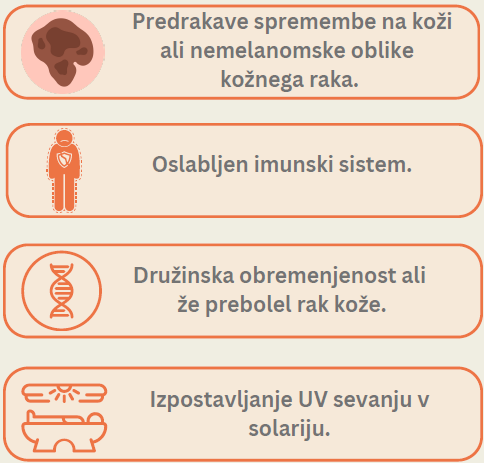 Predrakave spremembe na koži
ali nemelanomske oblike
kožnega raka.
Oslabljen imunski sistem.
Družinska obremenjenost ali
že prebolel rak kože.
Izpostavljanje UV sevanju v
solariju.